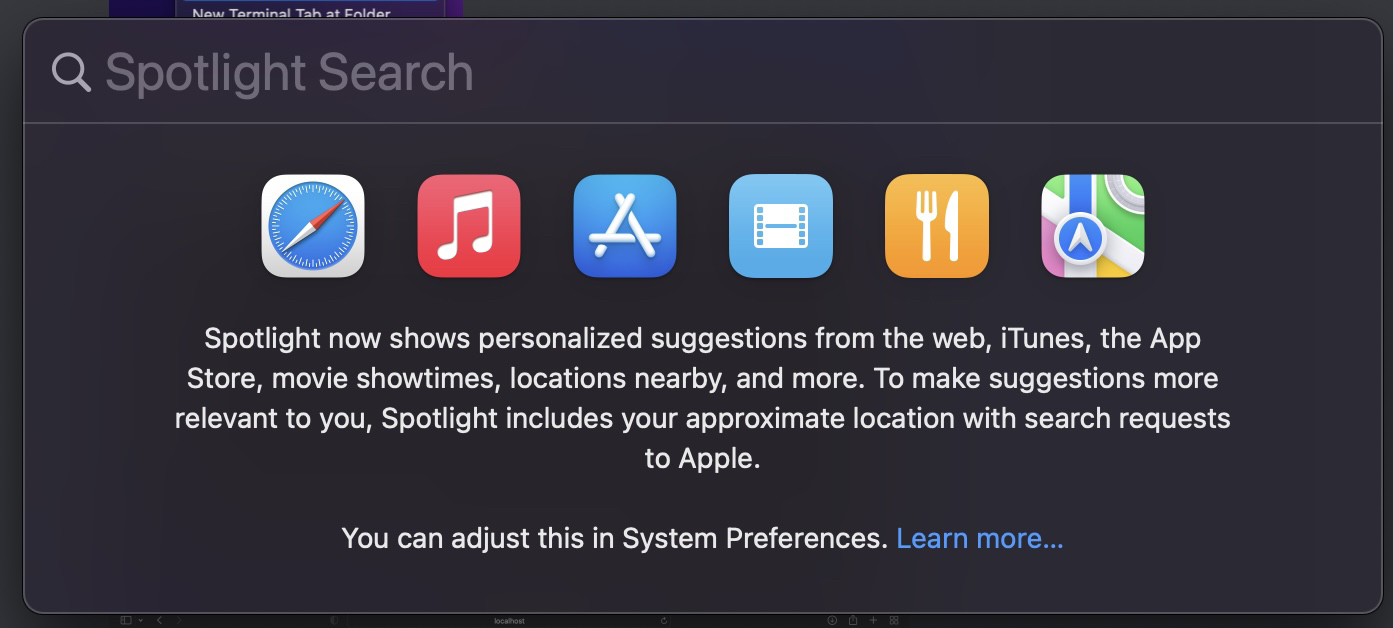 New Terminal Tab at Folder
Spotlight Search
Spotlight now shows personalized suggestions from the web, iTunes, the App
Store, movie showtimes, locations nearby, and more. To make suggestions more
relevant to you, Spotlight includes your approximate location with search requests
to Apple.
You can adjust this in System Preferences. Learn more...
localhost